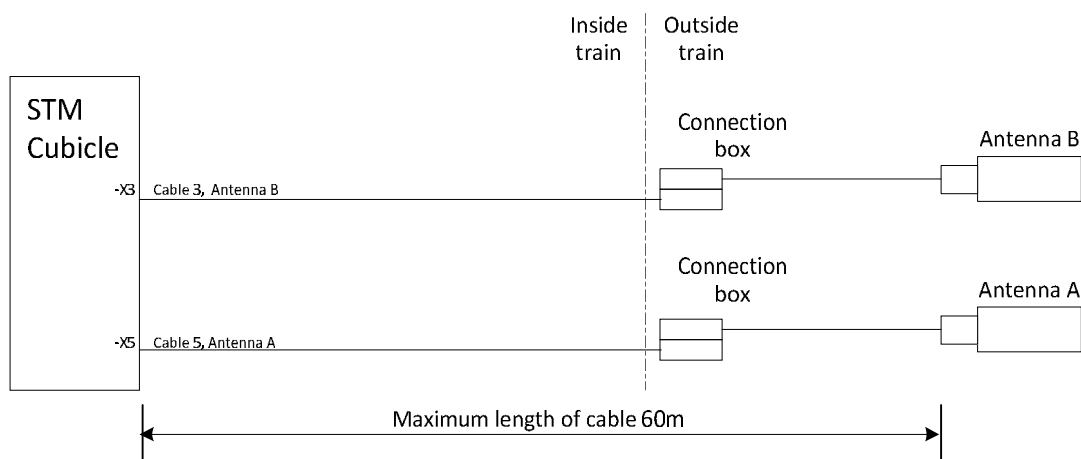 Inside
train
Outside
train
STM
Cubicle
Connection
box
Antenna B
-X3
Cable 3, Antenna B
Connection
box
Antenna A
-X5
Cable 5, Antenna A
Maximum length of cable 60m